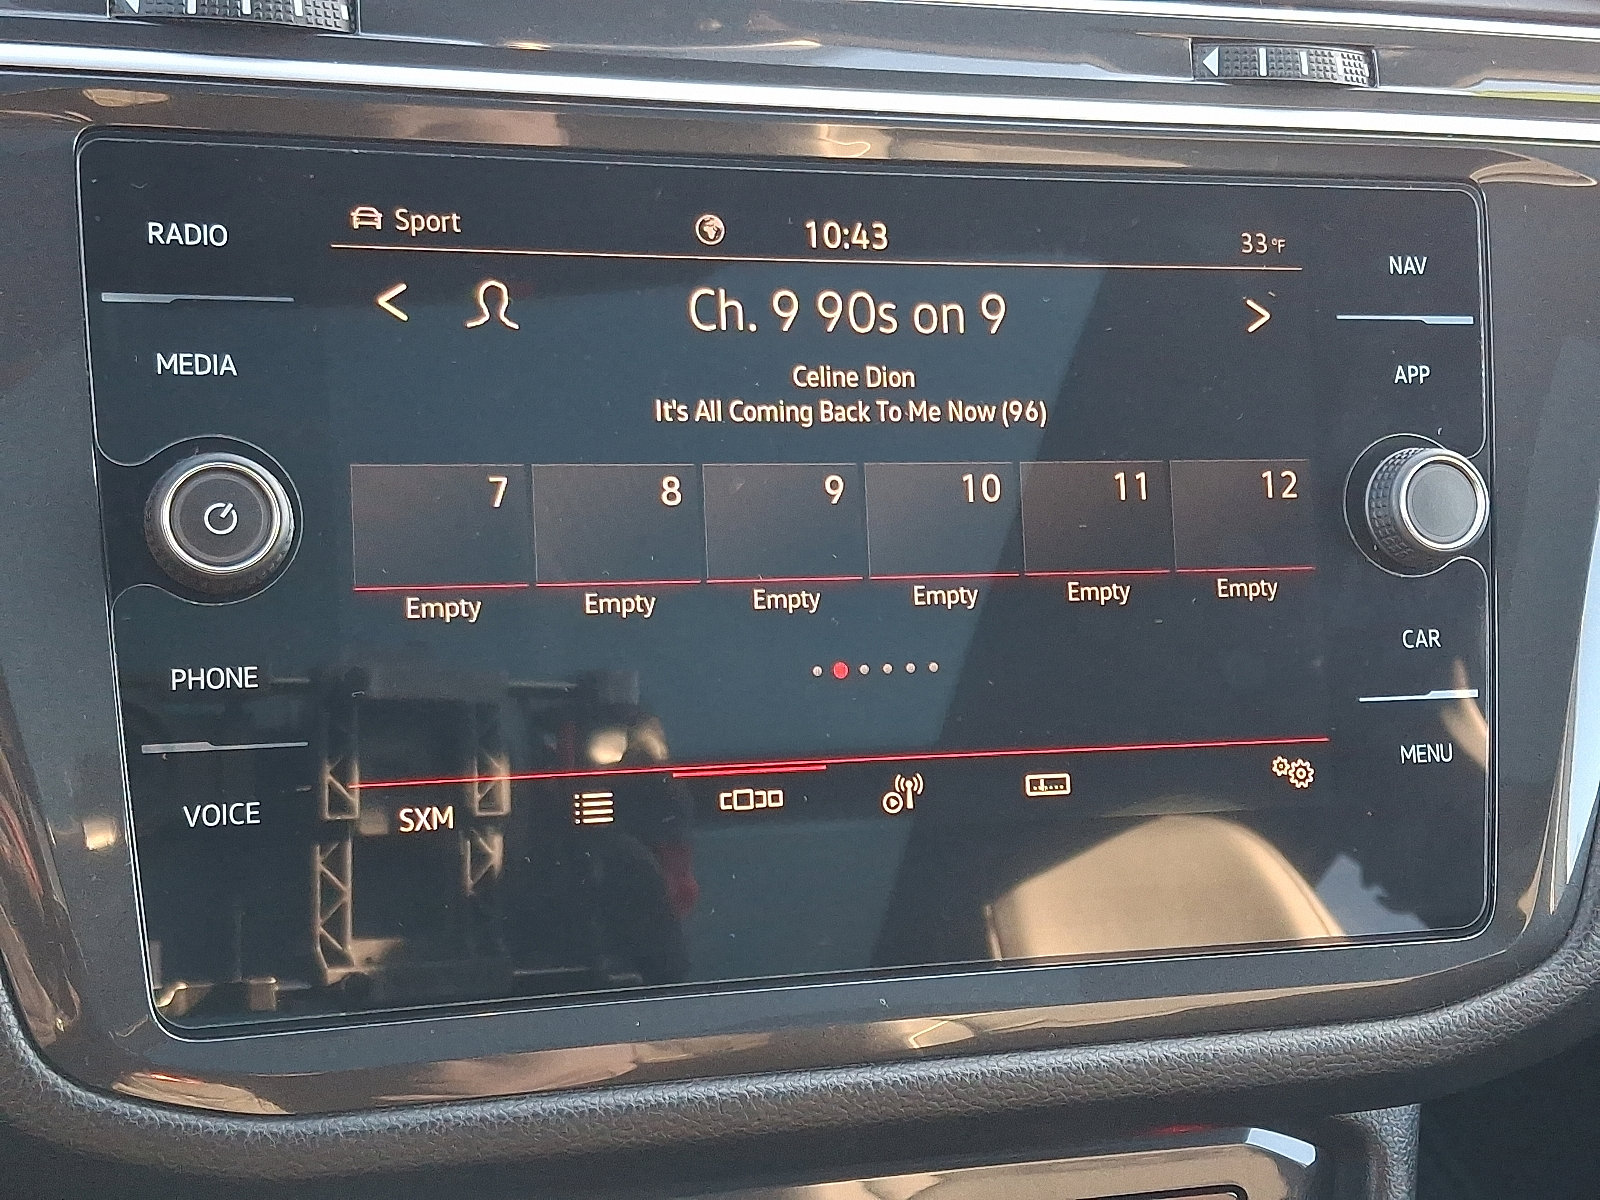 RADIO
MEDIA
PHONE
VOICE
Sport
10:43
33°F
< Ch. 9 90s on 9 >
Celine Dion
It's All Coming Back To Me Now (96)
7 8 9 10 11 12
Empty Empty Empty Empty Empty Empty
SXM
NAV
APP
CAR
MENU